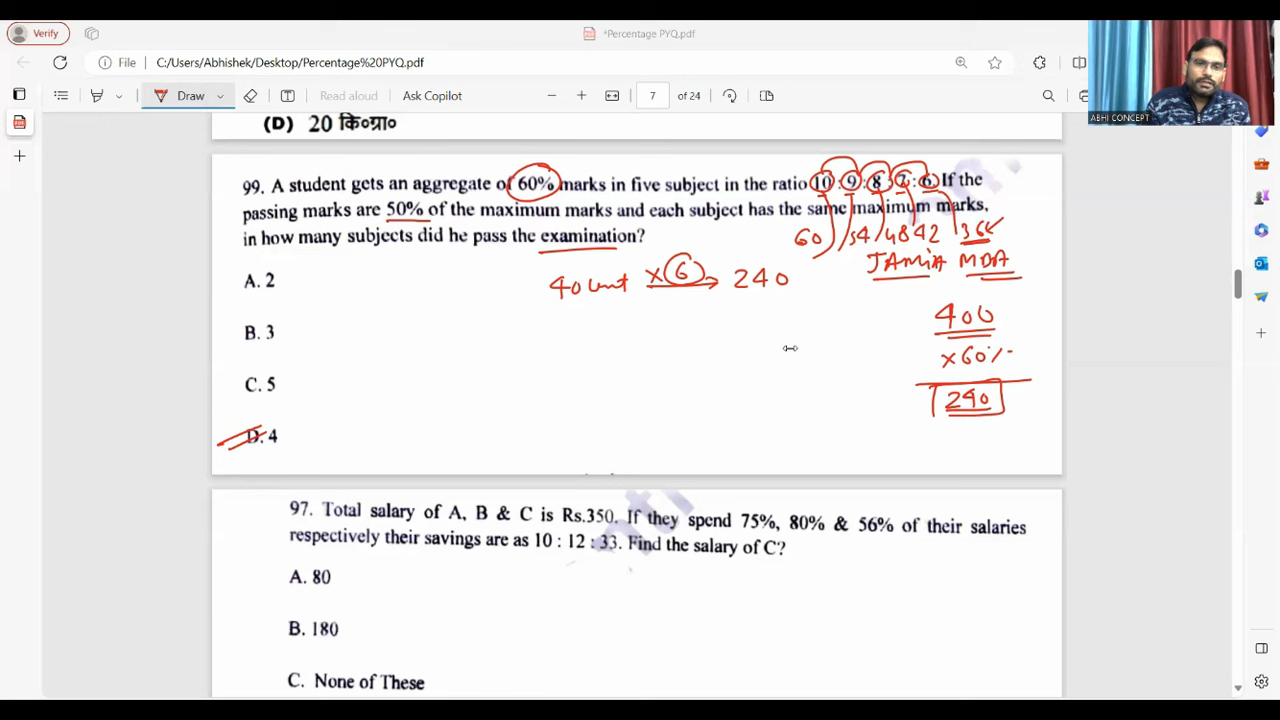 Verify
*Percentage PYQ.pdf
File C:/Users/Abhishek/Desktop/Percentage%20PYQ.pdf
Draw
Read aloud
Ask Copilot
7 of 24
ABHI CONCEPT
(D) 20 कि०ग्रा०
99. A student gets an aggregate of 60% marks in five subject in the ratio 10 : 9 : 8 : 7 : 6. If the
passing marks are 50% of the maximum marks and each subject has the same maximum marks,
in how many subjects did he pass the examination?
60 54 48 42 36
JAMIA MDA
40 unit ×6 → 240
A. 2
400
B. 3
×60%
240
C. 5
D. 4
97. Total salary of A, B & C is Rs.350. If they spend 75%, 80% & 56% of their salaries
respectively their savings are as 10 : 12 : 33. Find the salary of C?
A. 80
B. 180
C. None of These